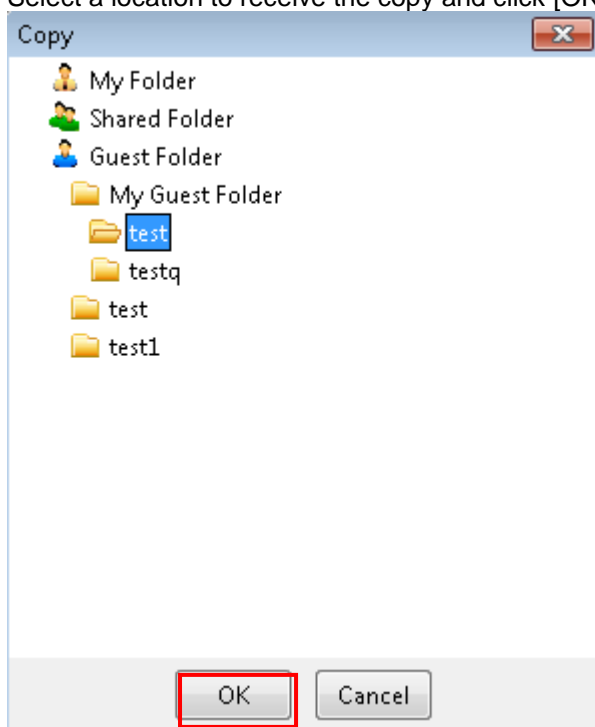 Select a location to receive the copy and click [OK
Copy
My Folder
Shared Folder
Guest Folder
My Guest Folder
test
testq
test
test1
OK
Cancel